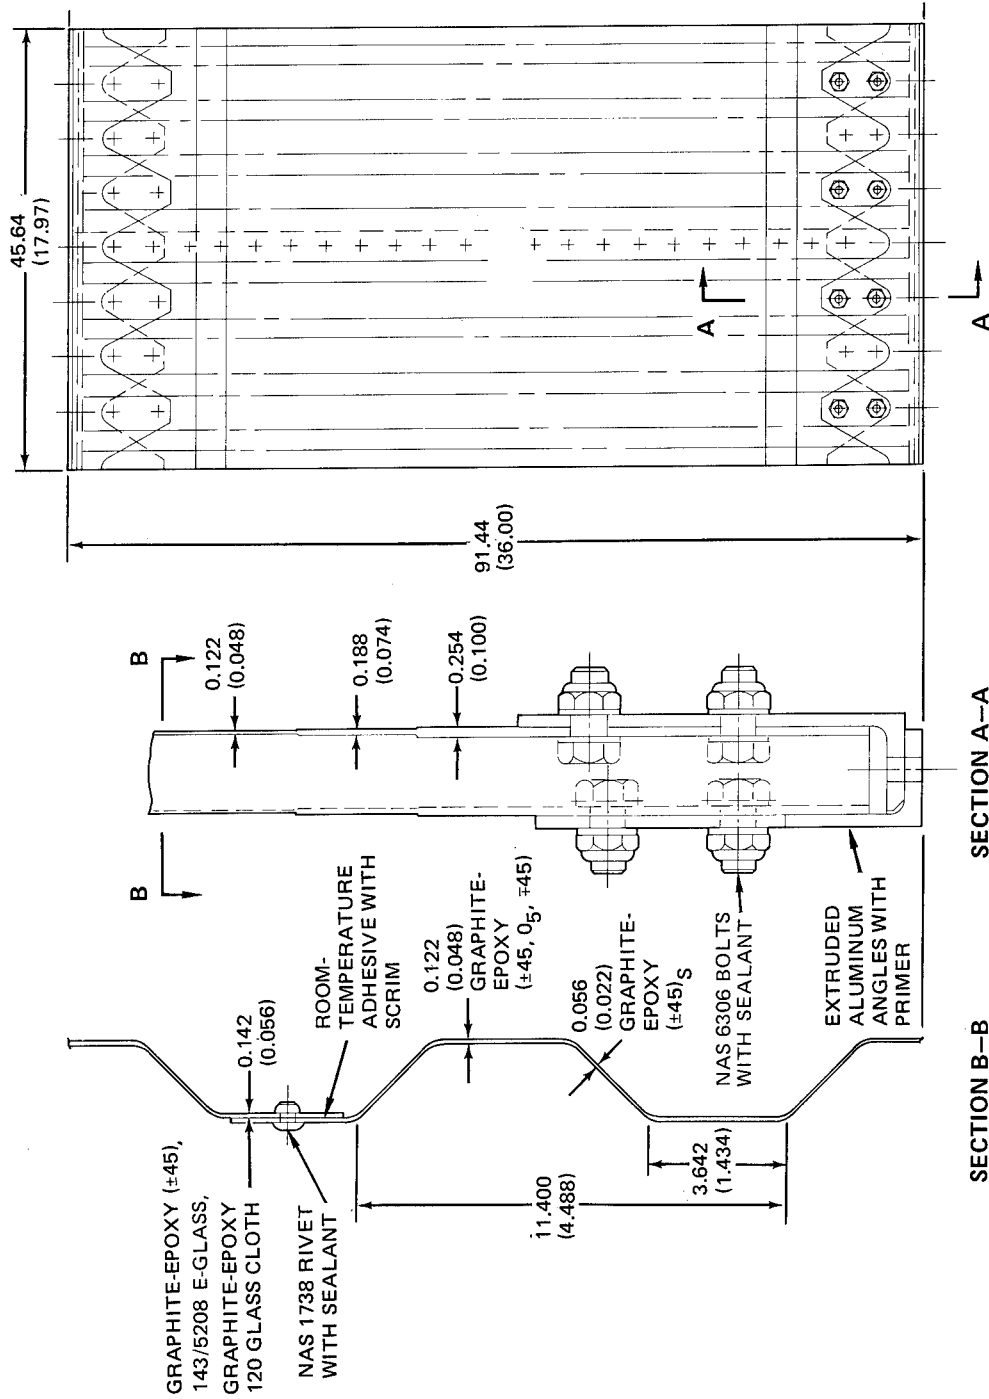 45.64
(17.97)
A
A
91.44
(36.00)
B
B
0.122
(0.048)
0.188
(0.074)
0.254
(0.100)
SECTION A–A
GRAPHITE-EPOXY (±45),
143/5208 E-GLASS,
GRAPHITE-EPOXY
120 GLASS CLOTH
NAS 1738 RIVET
WITH SEALANT
0.142
(0.056)
ROOM-
TEMPERATURE
ADHESIVE WITH
SCRIM
0.122
(0.048)
GRAPHITE-
EPOXY
(±45, 0₅, ∓45)
0.056
(0.022)
GRAPHITE-
EPOXY
(±45)S
11.400
(4.488)
3.642
(1.434)
NAS 6306 BOLTS
WITH SEALANT
EXTRUDED
ALUMINUM
ANGLES WITH
PRIMER
SECTION B–B